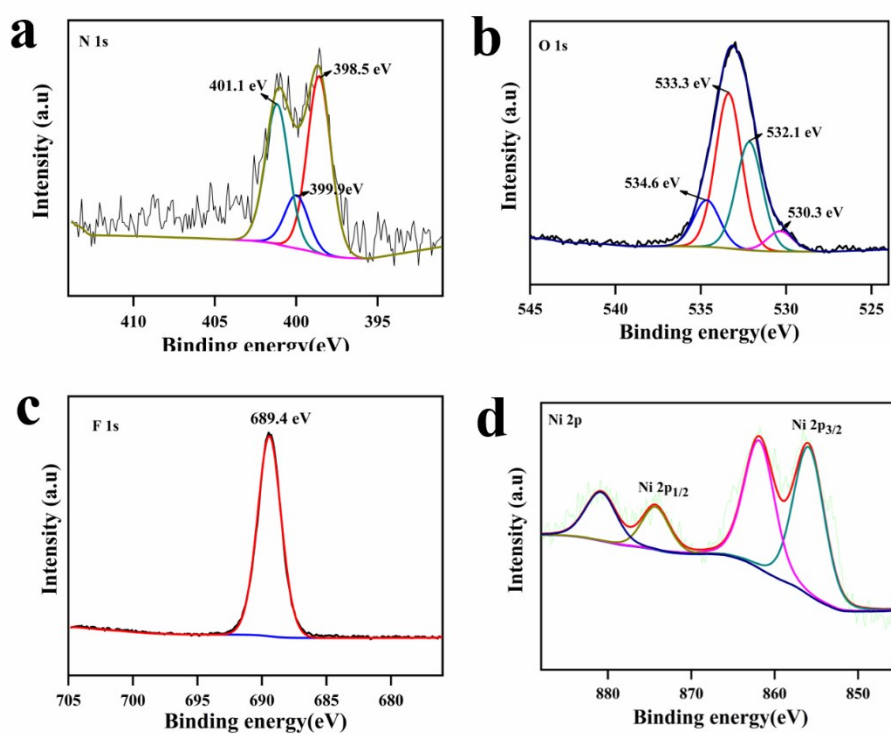 a
N 1s
401.1 eV
398.5 eV
399.9eV
Intensity (a.u)
410 405 400 395
Binding energy(eV)
b
O 1s
533.3 eV
532.1 eV
534.6 eV
530.3 eV
Intensity (a.u)
545 540 535 530 525
Binding energy(eV)
c
F 1s
689.4 eV
Intensity (a.u)
705 700 695 690 685 680
Binding energy(eV)
d
Ni 2p
Ni 2p3/2
Ni 2p1/2
Intensity (a.u)
880 870 860 850
Binding energy(eV)